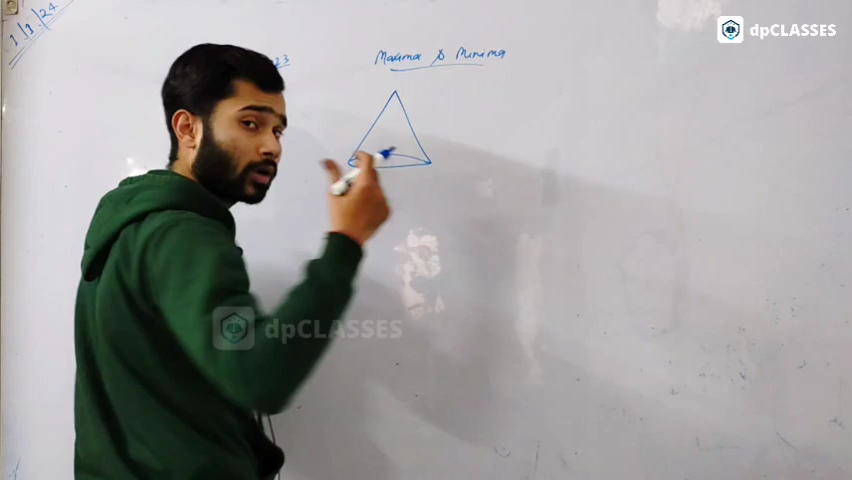 1.|1.|24
23
Maxima & Minima
dpCLASSES
dpCLASSES